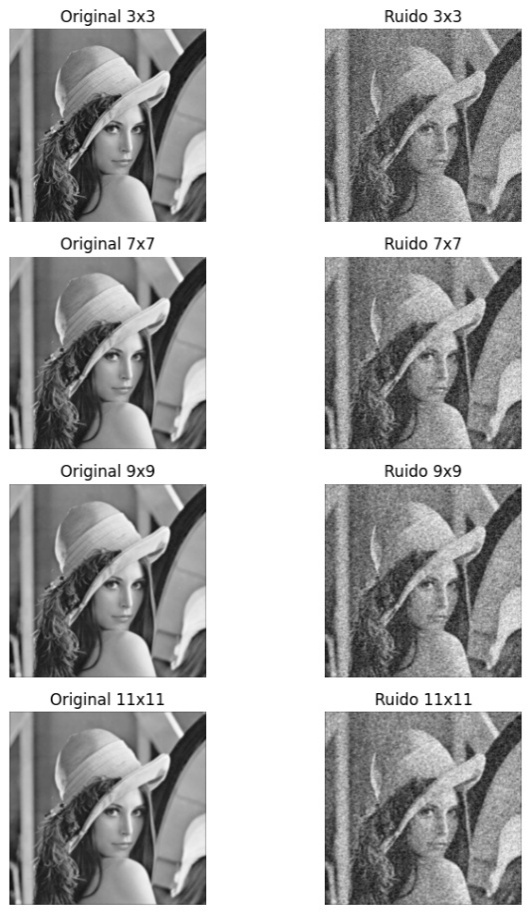 Original 3x3
Ruido 3x3
Original 7x7
Ruido 7x7
Original 9x9
Ruido 9x9
Original 11x11
Ruido 11x11